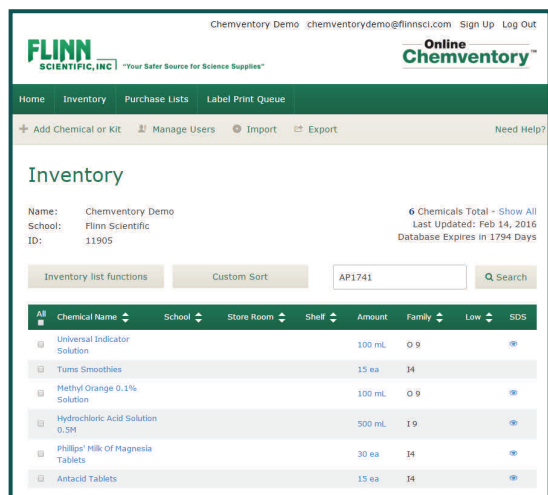 Chemventory Demo chemventorydemo@flinnsci.com Sign Up Log Out
FLINN
SCIENTIFIC, INC "Your Safer Source for Science Supplies"
Online
Chemventory™
Home Inventory Purchase Lists Label Print Queue
+ Add Chemical or Kit Manage Users Import Export Need Help?
Inventory
Name: Chemventory Demo
School: Flinn Scientific
ID: 11905
6 Chemicals Total - Show All
Last Updated: Feb 14, 2016
Database Expires in 1794 Days
Inventory list functions Custom Sort AP1741 Search
All Chemical Name School Store Room Shelf Amount Family Low SDS
Universal Indicator
Solution 100 mL O 9
Tums Smoothies 15 ea I4
Methyl Orange 0.1%
Solution 100 mL O 9
Hydrochloric Acid Solution
0.5M 500 mL I 9
Phillips' Milk Of Magnesia
Tablets 30 ea I4
Antacid Tablets 15 ea I4